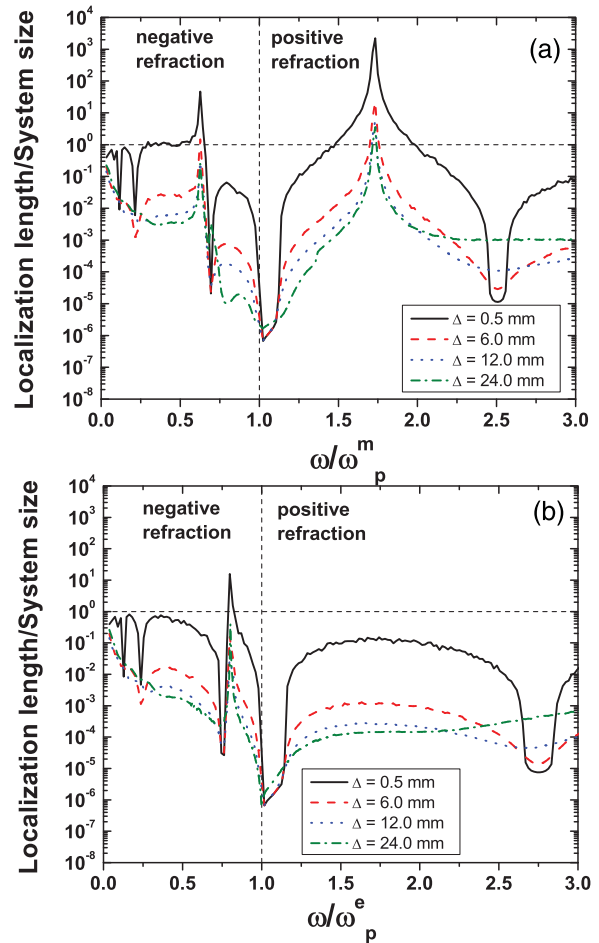 negative refraction
positive refraction
(a)
Localization length/System size
10^4
10^3
10^2
10^1
10^0
10^-1
10^-2
10^-3
10^-4
10^-5
10^-6
10^-7
10^-8
Δ = 0.5 mm
Δ = 6.0 mm
Δ = 12.0 mm
Δ = 24.0 mm
0.0 0.5 1.0 1.5 2.0 2.5 3.0
ω/ω_p^m
negative refraction
positive refraction
(b)
Localization length/System size
10^4
10^3
10^2
10^1
10^0
10^-1
10^-2
10^-3
10^-4
10^-5
10^-6
10^-7
10^-8
Δ = 0.5 mm
Δ = 6.0 mm
Δ = 12.0 mm
Δ = 24.0 mm
0.0 0.5 1.0 1.5 2.0 2.5 3.0
ω/ω_p^e